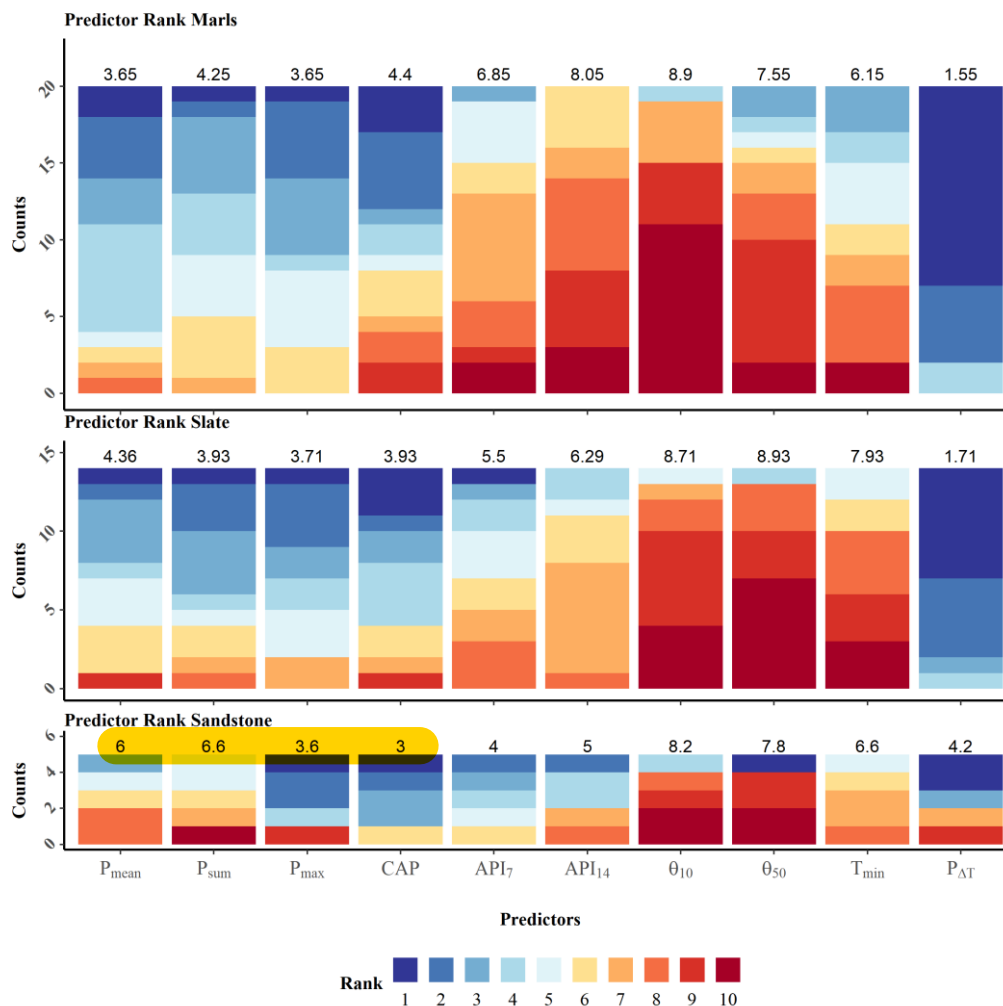 Predictor Rank Marls
3.65 4.25 3.65 4.4 6.85 8.05 8.9 7.55 6.15 1.55
20
15
10
5
0
Counts
Predictor Rank Slate
4.36 3.93 3.71 3.93 5.5 6.29 8.71 8.93 7.93 1.71
15
10
5
0
Counts
Predictor Rank Sandstone
6 6.6 3.6 3 4 5 8.2 7.8 6.6 4.2
6
4
2
0
Counts
Pmean Psum Pmax CAP API7 API14 θ10 θ50 Tmin PΔT
Predictors
Rank
1 2 3 4 5 6 7 8 9 10